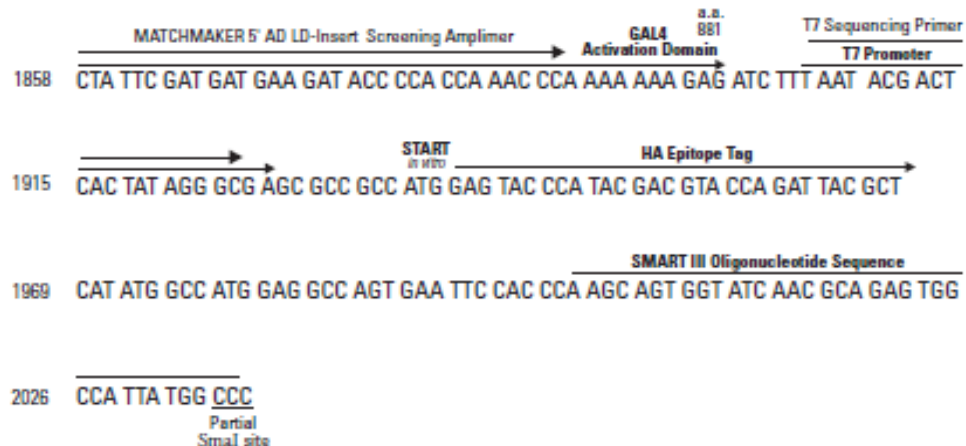 a.a.
MATCHMAKER 5' AD LD-Insert Screening Amplimer GAL4 881 T7 Sequencing Primer
Activation Domain T7 Promoter
1858 CTA TTC GAT GAT GAA GAT ACC CCA CCA AAC CCA AAA AAA GAG ATC TTT AAT ACG ACT
START HA Epitope Tag
in vitro
1915 CAC TAT AGG GCG AGC GCC GCC ATG GAG TAC CCA TAC GAC GTA CCA GAT TAC GCT
SMART III Oligonucleotide Sequence
1969 CAT ATG GCC ATG GAG GCC AGT GAA TTC CAC CCA AGC AGT GGT ATC AAC GCA GAG TGG
2026 CCA TTA TGG CCC
Partial
SmaI site